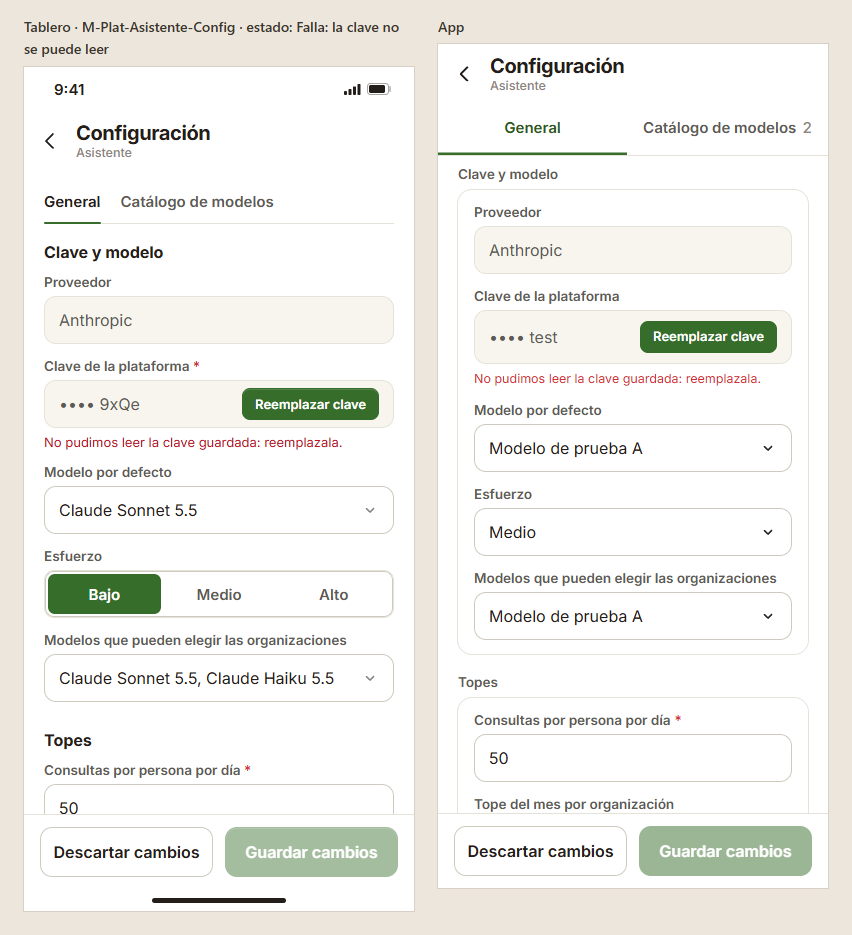 Tablero · M-Plat-Asistente-Config · estado: Falla: la clave no
se puede leer
9:41
Configuración
Asistente
General
Catálogo de modelos
Clave y modelo
Proveedor
Anthropic
Clave de la plataforma *
•••• 9xQe
Reemplazar clave
No pudimos leer la clave guardada: reemplazala.
Modelo por defecto
Claude Sonnet 5.5
Esfuerzo
Bajo
Medio
Alto
Modelos que pueden elegir las organizaciones
Claude Sonnet 5.5, Claude Haiku 5.5
Topes
Consultas por persona por día *
50
Descartar cambios
Guardar cambios
App
Configuración
Asistente
General
Catálogo de modelos 2
Clave y modelo
Proveedor
Anthropic
Clave de la plataforma
•••• test
Reemplazar clave
No pudimos leer la clave guardada: reemplazala.
Modelo por defecto
Modelo de prueba A
Esfuerzo
Medio
Modelos que pueden elegir las organizaciones
Modelo de prueba A
Topes
Consultas por persona por día *
50
Tope del mes por organización
Descartar cambios
Guardar cambios